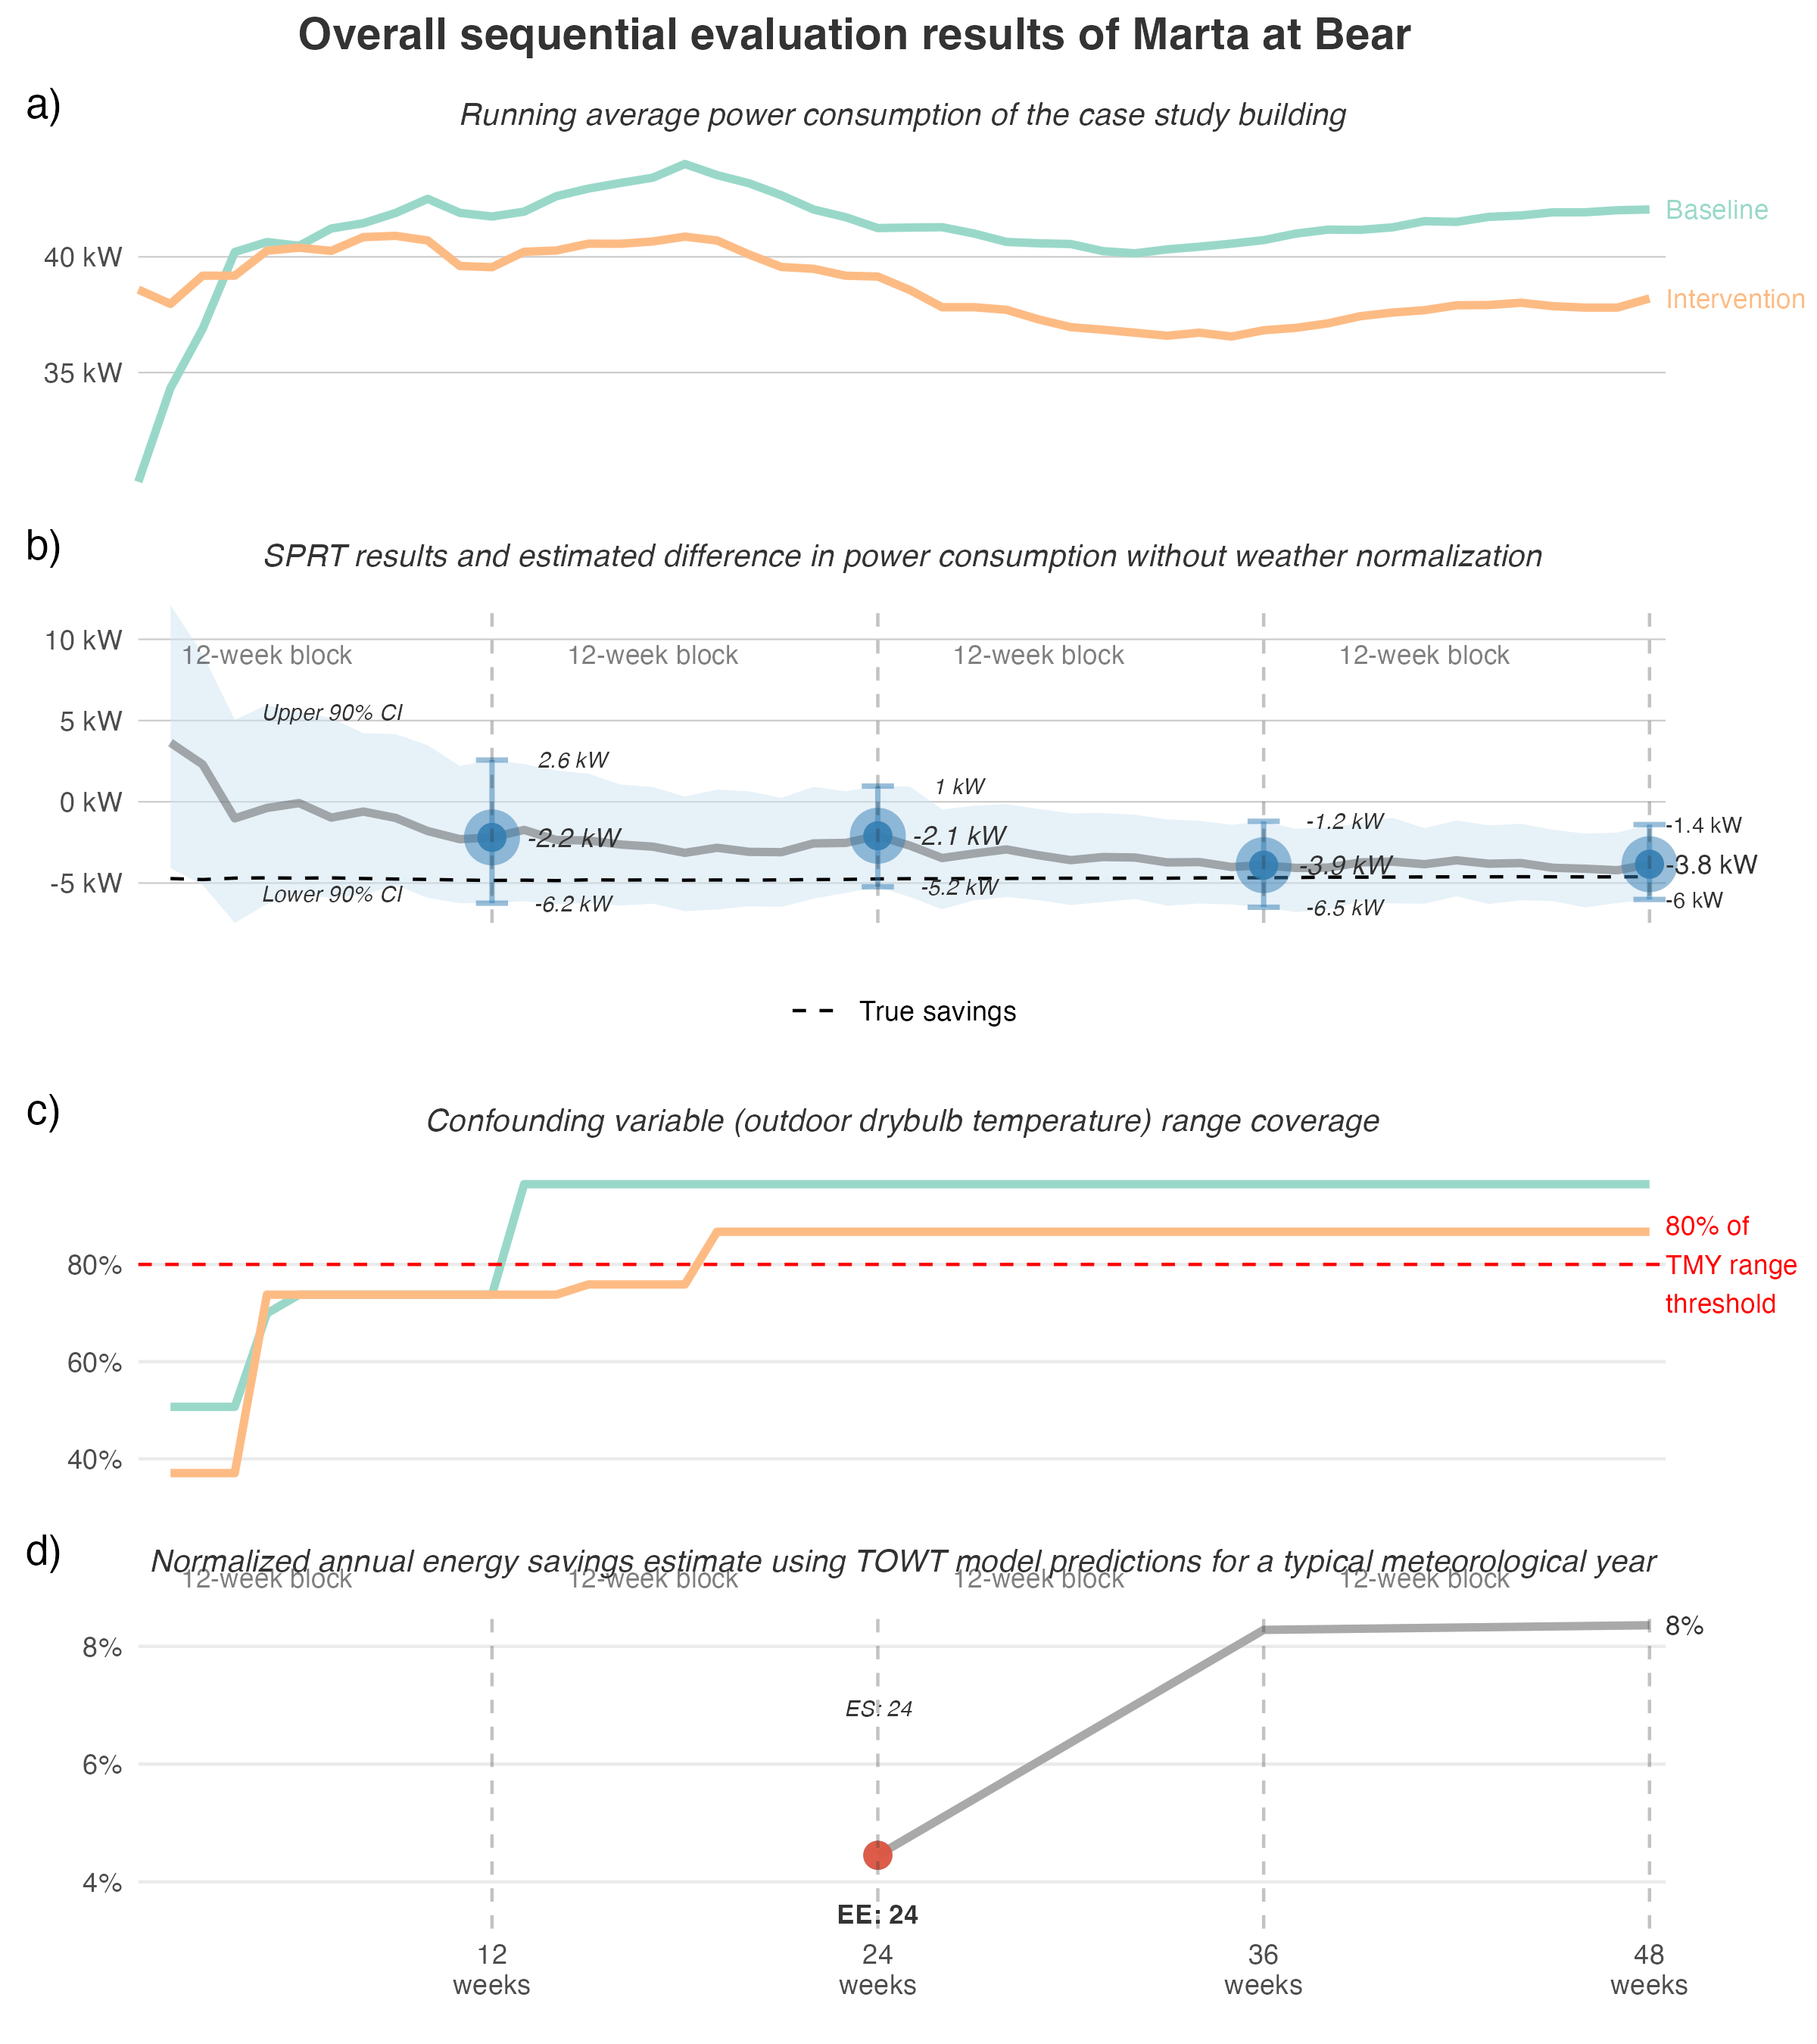 Overall sequential evaluation results of Marta at Bear
a)
Running average power consumption of the case study building
Baseline
40 kW
Intervention
35 kW
b)
SPRT results and estimated difference in power consumption without weather normalization
10 kW
12-week block
12-week block
12-week block
12-week block
Upper 90% CI
5 kW
2.6 kW
1 kW
0 kW
-1.2 kW
-1.4 kW
-2.2 kW
-2.1 kW
-3.9 kW
-3.8 kW
-5 kW
Lower 90% CI
-6.2 kW
-5.2 kW
-6.5 kW
-6 kW
True savings
c)
Confounding variable (outdoor drybulb temperature) range coverage
80% of
TMY range
threshold
80%
60%
40%
d)
Normalized annual energy savings estimate using TOWT model predictions for a typical meteorological year
12-week block
12-week block
12-week block
12-week block
8%
8%
ES: 24
6%
4%
EE: 24
12
weeks
24
weeks
36
weeks
48
weeks